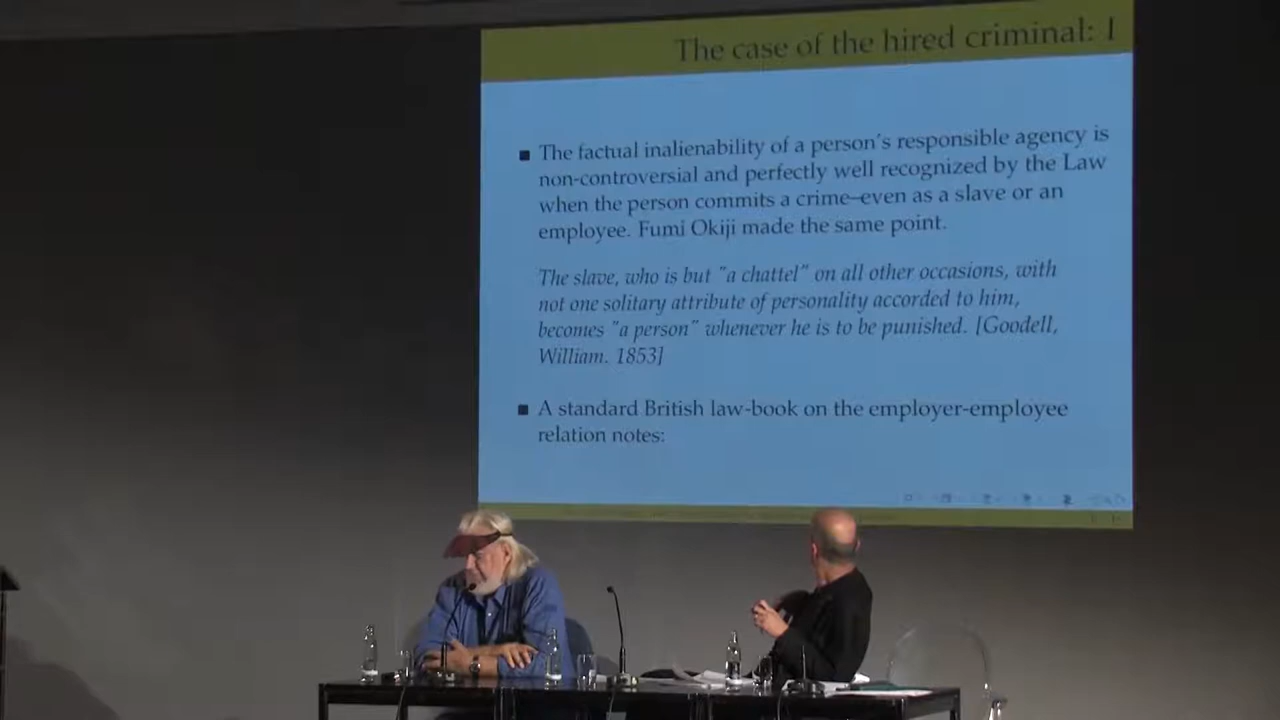 The case of the hired criminal: I
The factual inalienability of a person's responsible agency is
non-controversial and perfectly well recognized by the Law
when the person commits a crime–even as a slave or an
employee. Fumi Okiji made the same point.
The slave, who is but "a chattel" on all other occasions, with
not one solitary attribute of personality accorded to him,
becomes "a person" whenever he is to be punished. [Goodell,
William. 1853]
A standard British law-book on the employer-employee
relation notes: